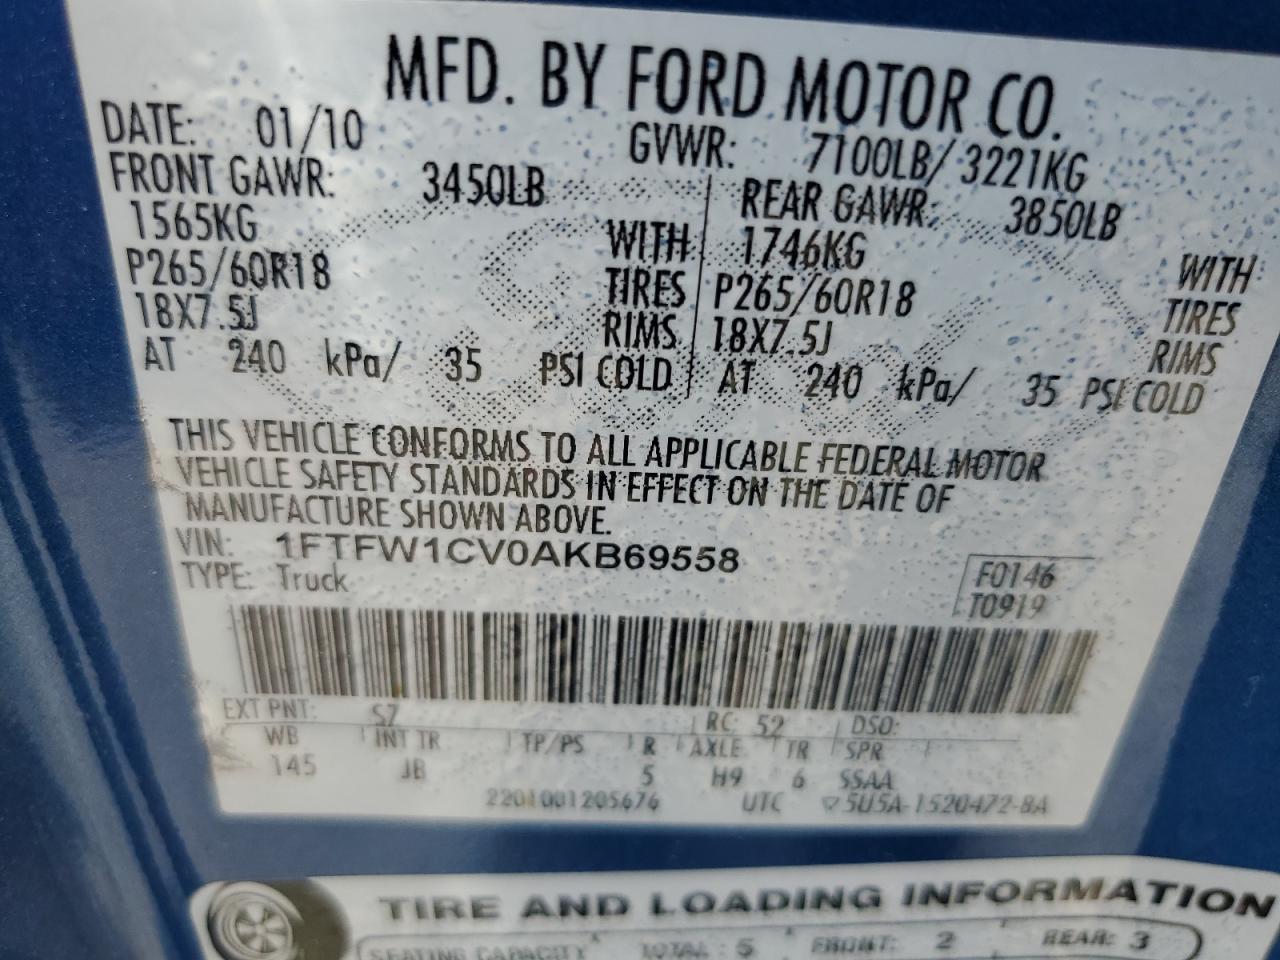 MFD. BY FORD MOTOR CO.
DATE: 01/10 GVWR: 7100LB/ 3221KG
FRONT GAWR: 3450LB REAR GAWR: 3850LB
1565KG WITH 1746KG WITH
P265/60R18 TIRES P265/60R18 TIRES
18X7.5J RIMS 18X7.5J RIMS
AT 240 kPa/ 35 PSI COLD AT 240 kPa/ 35 PSI COLD
THIS VEHICLE CONFORMS TO ALL APPLICABLE FEDERAL MOTOR
VEHICLE SAFETY STANDARDS IN EFFECT ON THE DATE OF
MANUFACTURE SHOWN ABOVE.
VIN: 1FTFW1CV0AKB69558
TYPE: Truck
F0146
T0919
EXT PNT: S7 RC: 52 DSO:
WB INT TR TP/PS R AXLE TR SPR
145 JB 5 H9 6 SSAA
2201001205676 UTC ▽5U5A-1520472-BA
TIRE AND LOADING INFORMATION
SEATING CAPACITY TOTAL: 5 FRONT: 2 REAR: 3